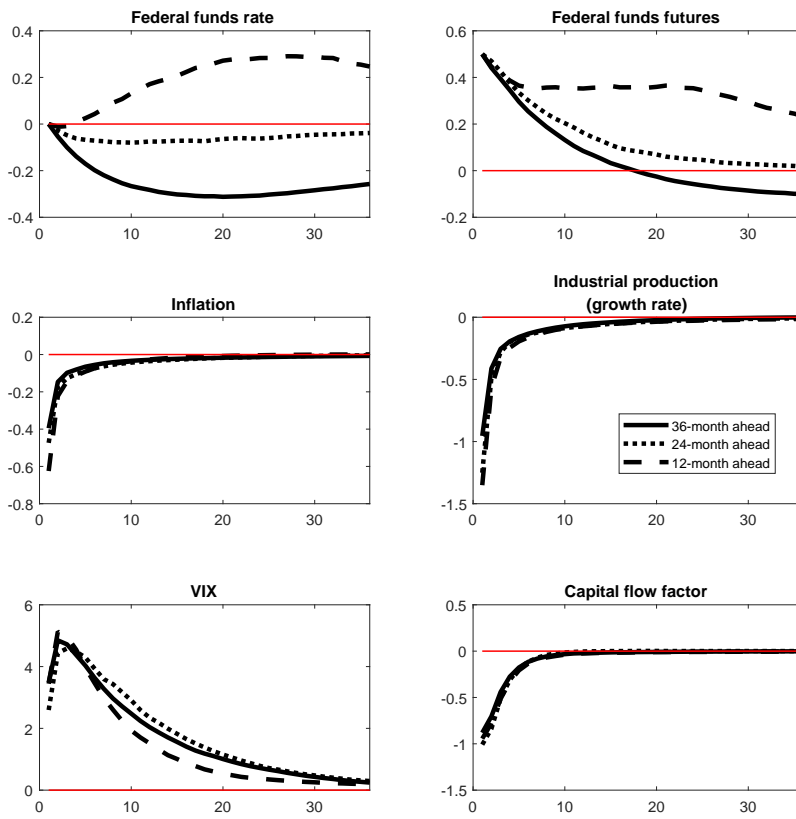 Federal funds rate
0.4
0.2
0
-0.2
-0.4
0 10 20 30
Federal funds futures
0.6
0.4
0.2
0
-0.2
0 10 20 30
Inflation
0.2
0
-0.2
-0.4
-0.6
-0.8
0 10 20 30
Industrial production
(growth rate)
0
-0.5
-1
-1.5
0 10 20 30
36-month ahead
24-month ahead
12-month ahead
VIX
6
4
2
0
0 10 20 30
Capital flow factor
0.5
0
-0.5
-1
-1.5
0 10 20 30